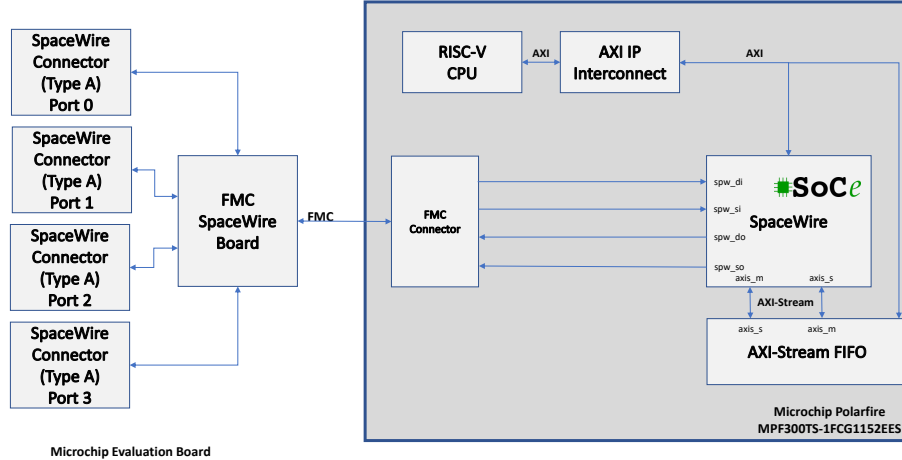 SpaceWire
Connector
(Type A)
Port 0
SpaceWire
Connector
(Type A)
Port 1
SpaceWire
Connector
(Type A)
Port 2
SpaceWire
Connector
(Type A)
Port 3
FMC
SpaceWire
Board
FMC
RISC-V
CPU
AXI
AXI IP
Interconnect
AXI
FMC
Connector
spw_di
spw_si
spw_do
spw_so
SoCe
SpaceWire
axis_m axis_s
AXI-Stream
axis_s axis_m
AXI-Stream FIFO
Microchip Polarfire
MPF300TS-1FCG1152EES
Microchip Evaluation Board